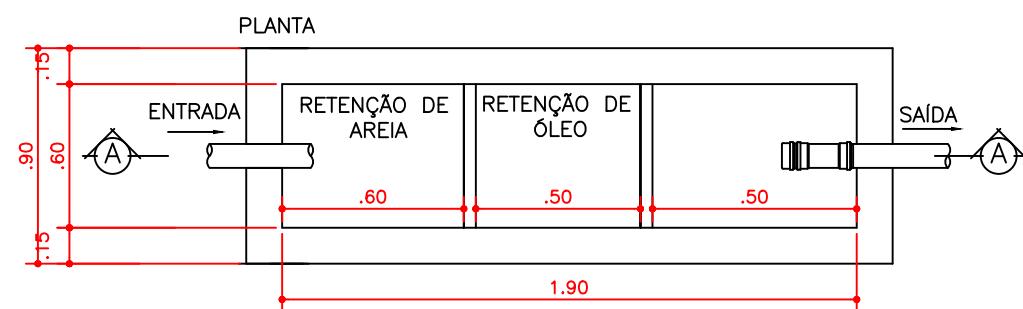 PLANTA
.15
ENTRADA
RETENÇÃO DE
AREIA
RETENÇÃO DE
ÓLEO
SAÍDA
A
.90
.60
A
.60
.50
.50
.15
1.90